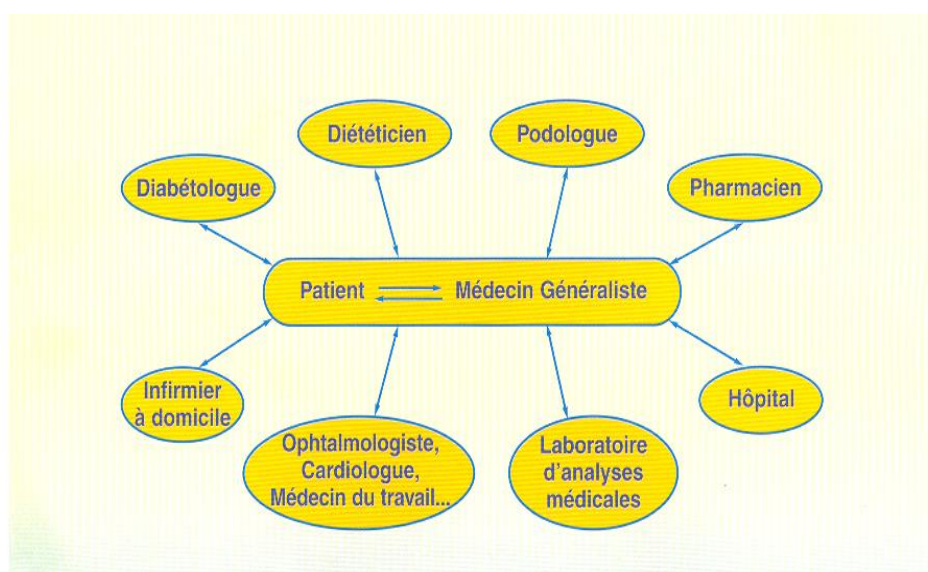 Diététicien
Podologue
Diabétologue
Pharmacien
Patient
Médecin Généraliste
Infirmier
à domicile
Hôpital
Ophtalmologiste,
Cardiologue,
Médecin du travail...
Laboratoire
d'analyses
médicales